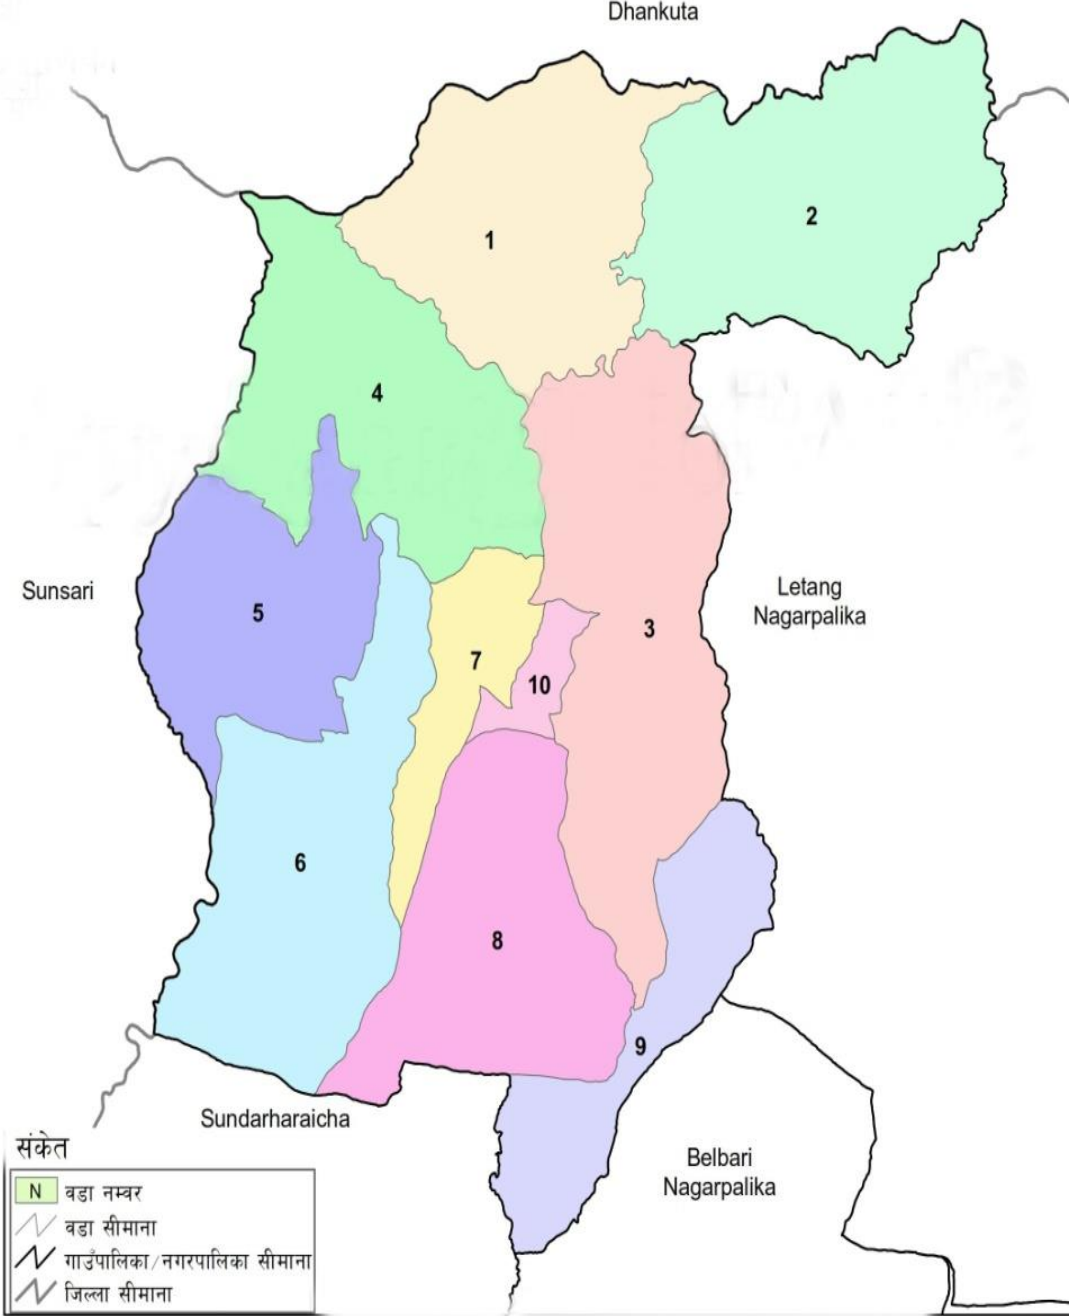 Dhankuta
2
1
4
Sunsari
Letang
Nagarpalika
5
3
7
10
6
8
9
Sundarharaicha
Belbari
Nagarpalika
संकेत
N वडा नम्बर
वडा सीमाना
गाउँपालिका/नगरपालिका सीमाना
जिल्ला सीमाना